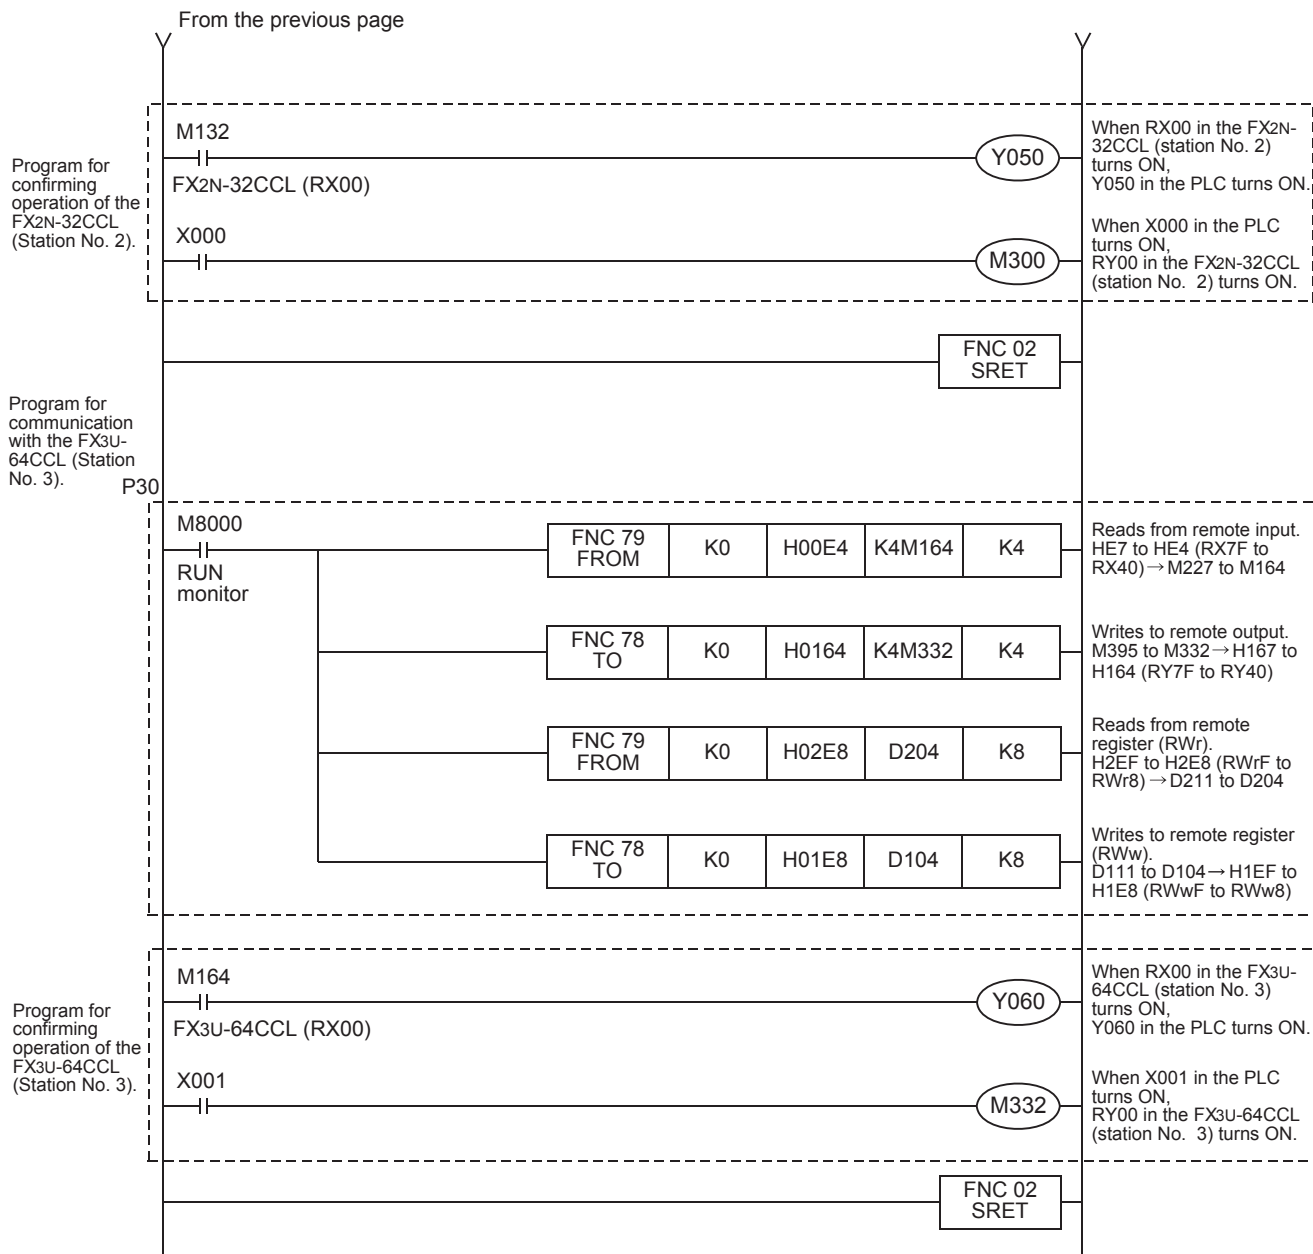 From the previous page
Program for
confirming
operation of the
FX2N-32CCL
(Station No. 2).
M132
FX2N-32CCL (RX00)
Y050
When RX00 in the FX2N-
32CCL (station No. 2)
turns ON,
Y050 in the PLC turns ON.
X000
M300
When X000 in the PLC
turns ON,
RY00 in the FX2N-32CCL
(station No. 2) turns ON.
FNC 02
SRET
Program for
communication
with the FX3U-
64CCL (Station
No. 3).
P30
M8000
RUN
monitor
FNC 79
FROM
K0
H00E4
K4M164
K4
Reads from remote input.
HE7 to HE4 (RX7F to
RX40)→M227 to M164
FNC 78
TO
K0
H0164
K4M332
K4
Writes to remote output.
M395 to M332→H167 to
H164 (RY7F to RY40)
FNC 79
FROM
K0
H02E8
D204
K8
Reads from remote
register (RWr).
H2EF to H2E8 (RWrF to
RWr8)→D211 to D204
FNC 78
TO
K0
H01E8
D104
K8
Writes to remote register
(RWw).
D111 to D104→H1EF to
H1E8 (RWwF to RWw8)
Program for
confirming
operation of the
FX3U-64CCL
(Station No. 3).
M164
FX3U-64CCL (RX00)
Y060
When RX00 in the FX3U-
64CCL (station No. 3)
turns ON,
Y060 in the PLC turns ON.
X001
M332
When X001 in the PLC
turns ON,
RY00 in the FX3U-64CCL
(station No. 3) turns ON.
FNC 02
SRET